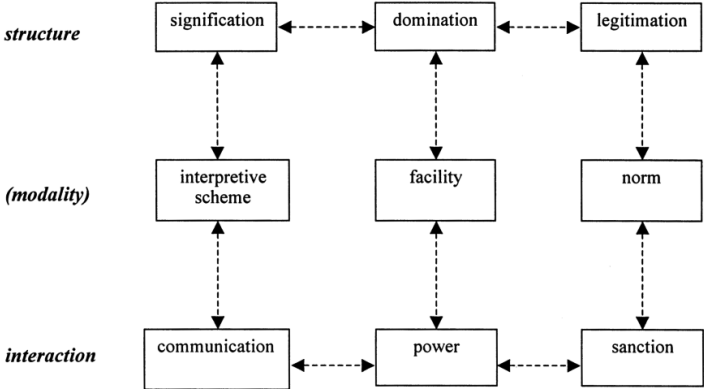 structure
signification
domination
legitimation
(modality)
interpretive
scheme
facility
norm
interaction
communication
power
sanction